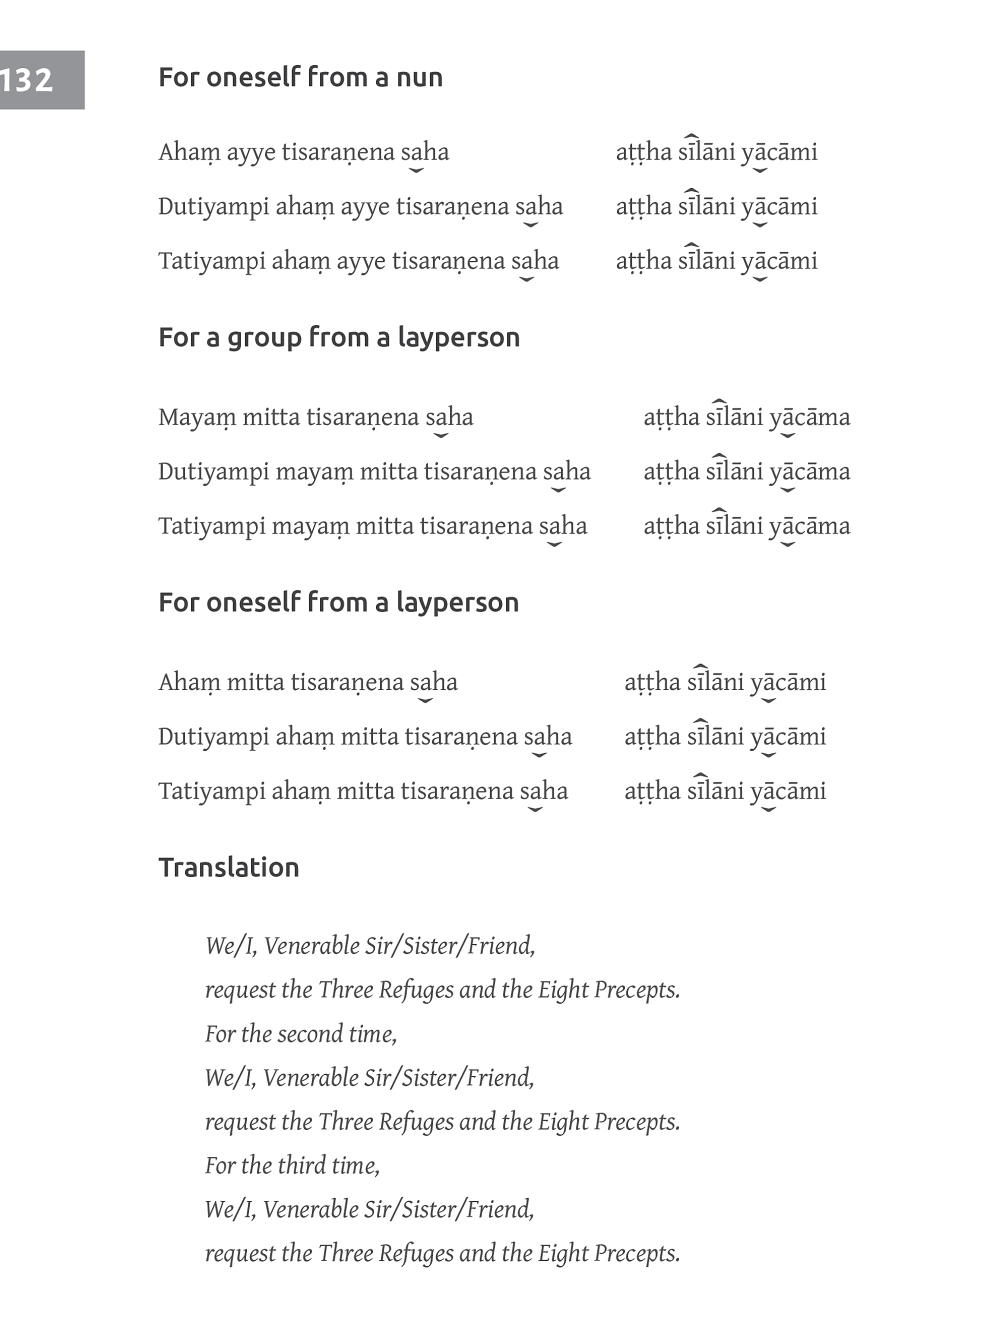 132
For oneself from a nun
Ahaṃ ayye tisaraṇena saha aṭṭha sīlāni yācāmi
Dutiyampi ahaṃ ayye tisaraṇena saha aṭṭha sīlāni yācāmi
Tatiyampi ahaṃ ayye tisaraṇena saha aṭṭha sīlāni yācāmi
For a group from a layperson
Mayaṃ mitta tisaraṇena saha aṭṭha sīlāni yācāma
Dutiyampi mayaṃ mitta tisaraṇena saha aṭṭha sīlāni yācāma
Tatiyampi mayaṃ mitta tisaraṇena saha aṭṭha sīlāni yācāma
For oneself from a layperson
Ahaṃ mitta tisaraṇena saha aṭṭha sīlāni yācāmi
Dutiyampi ahaṃ mitta tisaraṇena saha aṭṭha sīlāni yācāmi
Tatiyampi ahaṃ mitta tisaraṇena saha aṭṭha sīlāni yācāmi
Translation
We/I, Venerable Sir/Sister/Friend,
request the Three Refuges and the Eight Precepts.
For the second time,
We/I, Venerable Sir/Sister/Friend,
request the Three Refuges and the Eight Precepts.
For the third time,
We/I, Venerable Sir/Sister/Friend,
request the Three Refuges and the Eight Precepts.